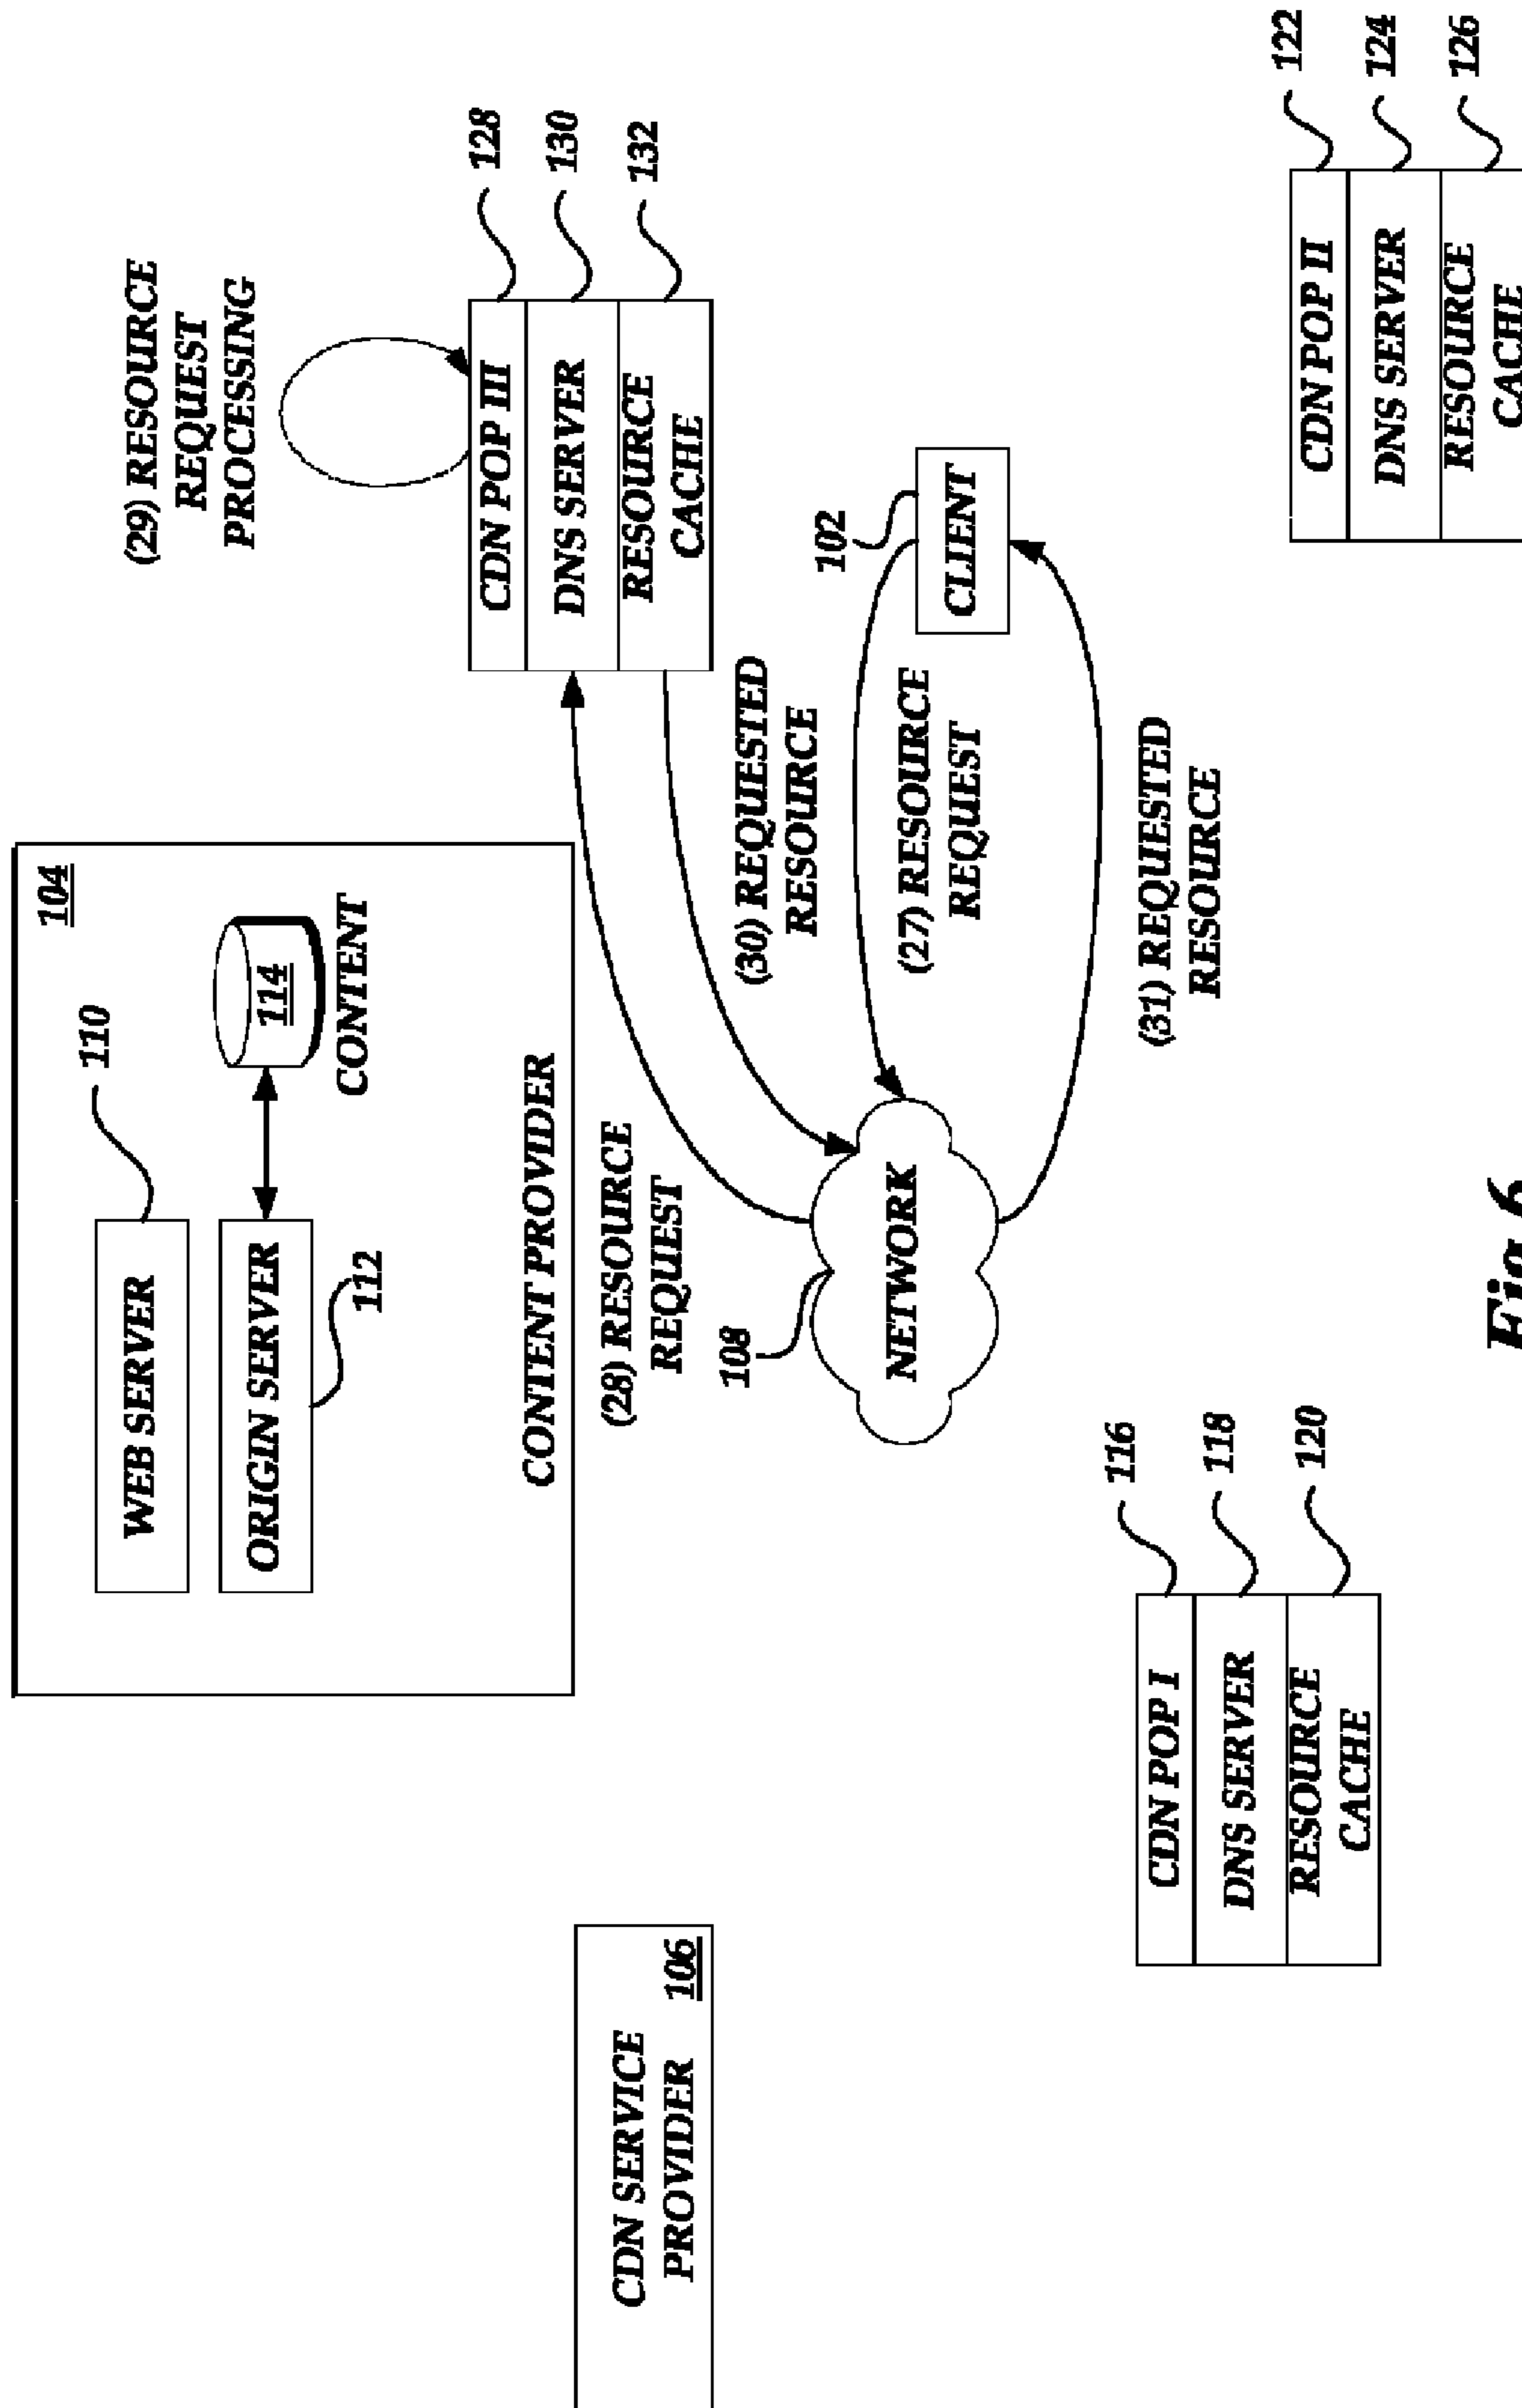 104
WEB SERVER
110
ORIGIN SERVER
112
114
CONTENT
CONTENT PROVIDER
(29) RESOURCE
REQUEST
PROCESSING
CDN POP III
128
DNS SERVER
130
RESOURCE
CACHE
132
CDN SERVICE
PROVIDER
106
(28) RESOURCE
REQUEST
(30) REQUESTED
RESOURCE
108
NETWORK
102
CLIENT
(27) RESOURCE
REQUEST
(31) REQUESTED
RESOURCE
CDN POP I
116
DNS SERVER
118
RESOURCE
CACHE
120
CDN POP II
122
DNS SERVER
124
RESOURCE
CACHE
126
Fig.6